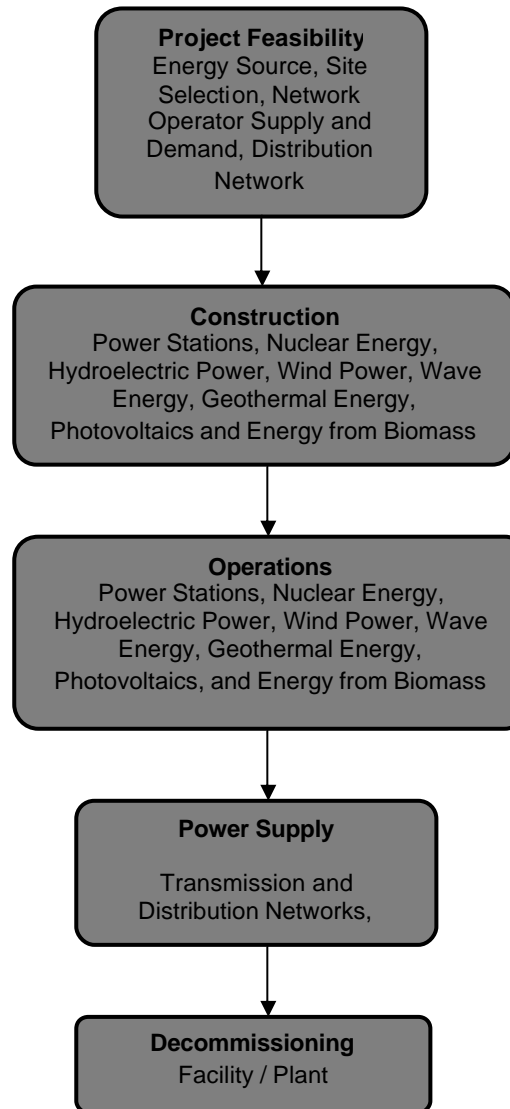 Project Feasibility
Energy Source, Site
Selection, Network
Operator Supply and
Demand, Distribution
Network
Construction
Power Stations, Nuclear Energy,
Hydroelectric Power, Wind Power, Wave
Energy, Geothermal Energy,
Photovoltaics and Energy from Biomass
Operations
Power Stations, Nuclear Energy,
Hydroelectric Power, Wind Power, Wave
Energy, Geothermal Energy,
Photovoltaics, and Energy from Biomass
Power Supply
Transmission and
Distribution Networks,
Decommissioning
Facility / Plant